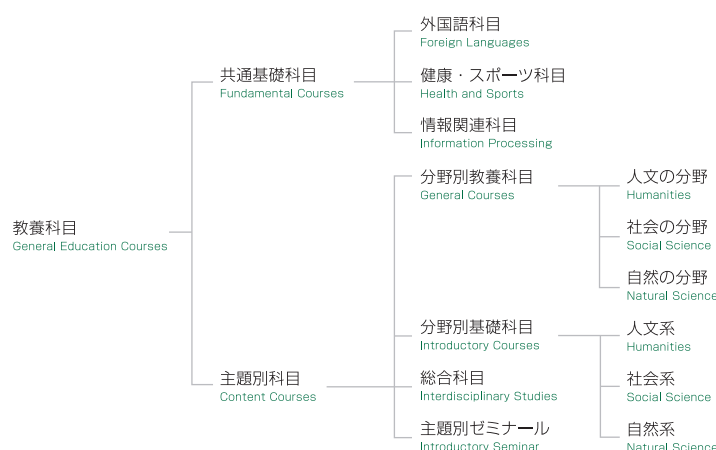 教養科目
General Education Courses
共通基礎科目
Fundamental Courses
外国語科目
Foreign Languages
健康・スポーツ科目
Health and Sports
情報関連科目
Information Processing
主題別科目
Content Courses
分野別教養科目
General Courses
人文の分野
Humanities
社会の分野
Social Science
自然の分野
Natural Science
分野別基礎科目
Introductory Courses
人文系
Humanities
社会系
Social Science
自然系
Natural Science
総合科目
Interdisciplinary Studies
主題別ゼミナール
Introductory Seminar